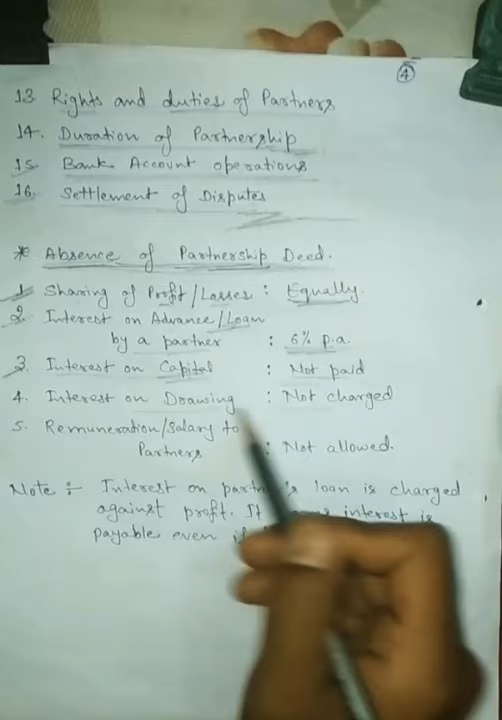 4
13. Rights and duties of Partners
14. Duration of Partnership
15. Bank Account operations
16. Settlement of Disputes
* Absence of Partnership Deed.
1. Sharing of Profit/Losses : Equally.
2. Interest on Advance/Loan
by a partner : 6% p.a.
3. Interest on Capital : Not paid
4. Interest on Drawing : Not charged
5. Remuneration/Salary to
Partners : Not allowed.
Note :- Interest on loan is charged
against profit. It interest is
payable even